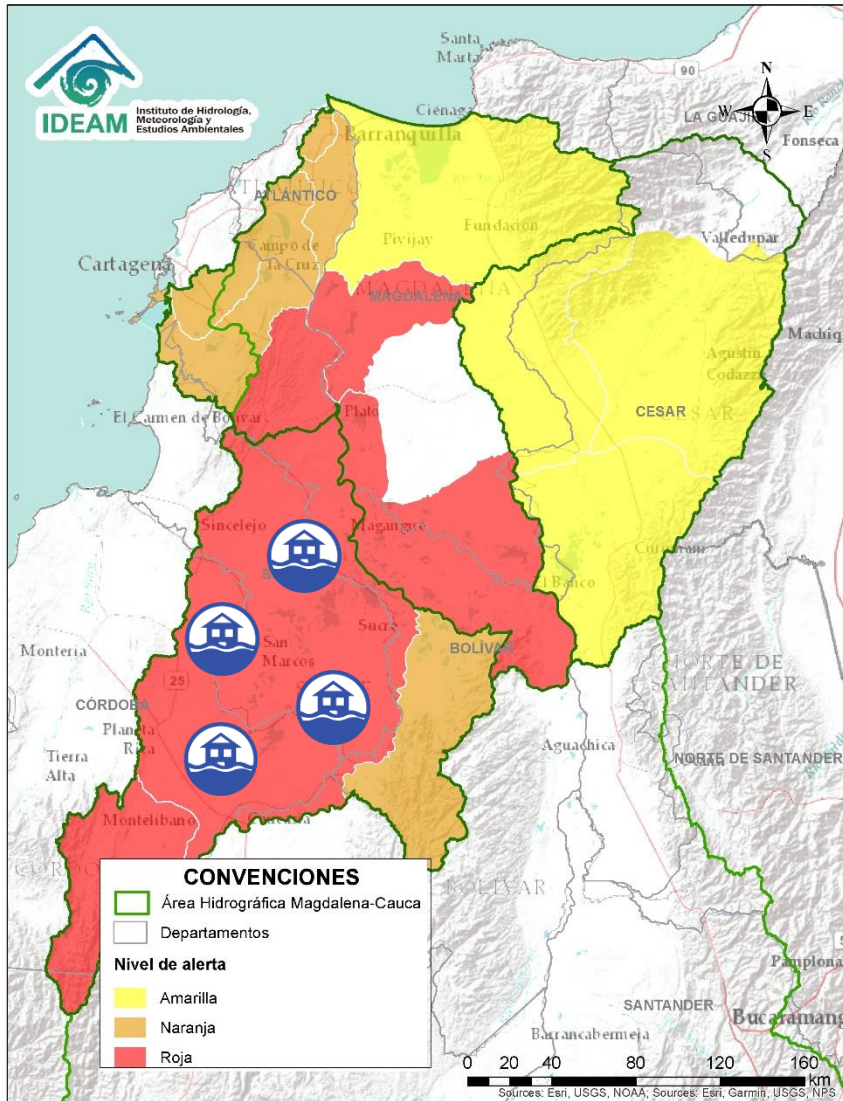 IDEAM
Instituto de Hidrología,
Meteorología y
Estudios Ambientales
Santa
Marta
90
N
W
E
S
LA GUAJI
Ciénaga
Barranquilla
Fonseca
ATLÁNTICO
Pivijay
Fundación
Valledupar
Campo de
la Cruz
Cartagena
MAGDALENA
Machiq
Agustín
Codazzi
CESAR
El Carmen de Bolívar
Plato
Sincelejo
Magangué
El Banco
Sucre
San
Marcos
BOLÍVAR
Montería
25
CÓRDOBA
Planeta
Rica
Tierra
Alta
NORTE DE
SANTANDER
Aguachica
NORTE DE SANTANDER
Montelíbano
BOLÍVAR
CONVENCIONES
Área Hidrográfica Magdalena-Cauca
Departamentos
Nivel de alerta
Amarilla
Naranja
Roja
Pamplona
SANTANDER
Bucaramang
Barrancabermeja
0 20 40 80 120 160
km
Sources: Esri, USGS, NOAA, Sources: Esri, Garmin, USGS, NPS